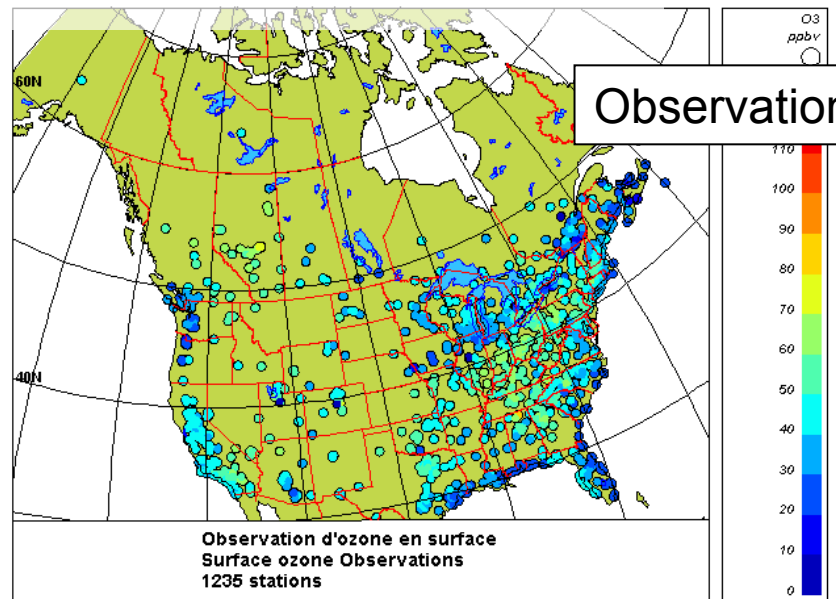 O3
ppbv
60N
Observation
110
100
90
80
70
60
50
40N
40
30
20
10
0
Observation d'ozone en surface
Surface ozone Observations
1235 stations